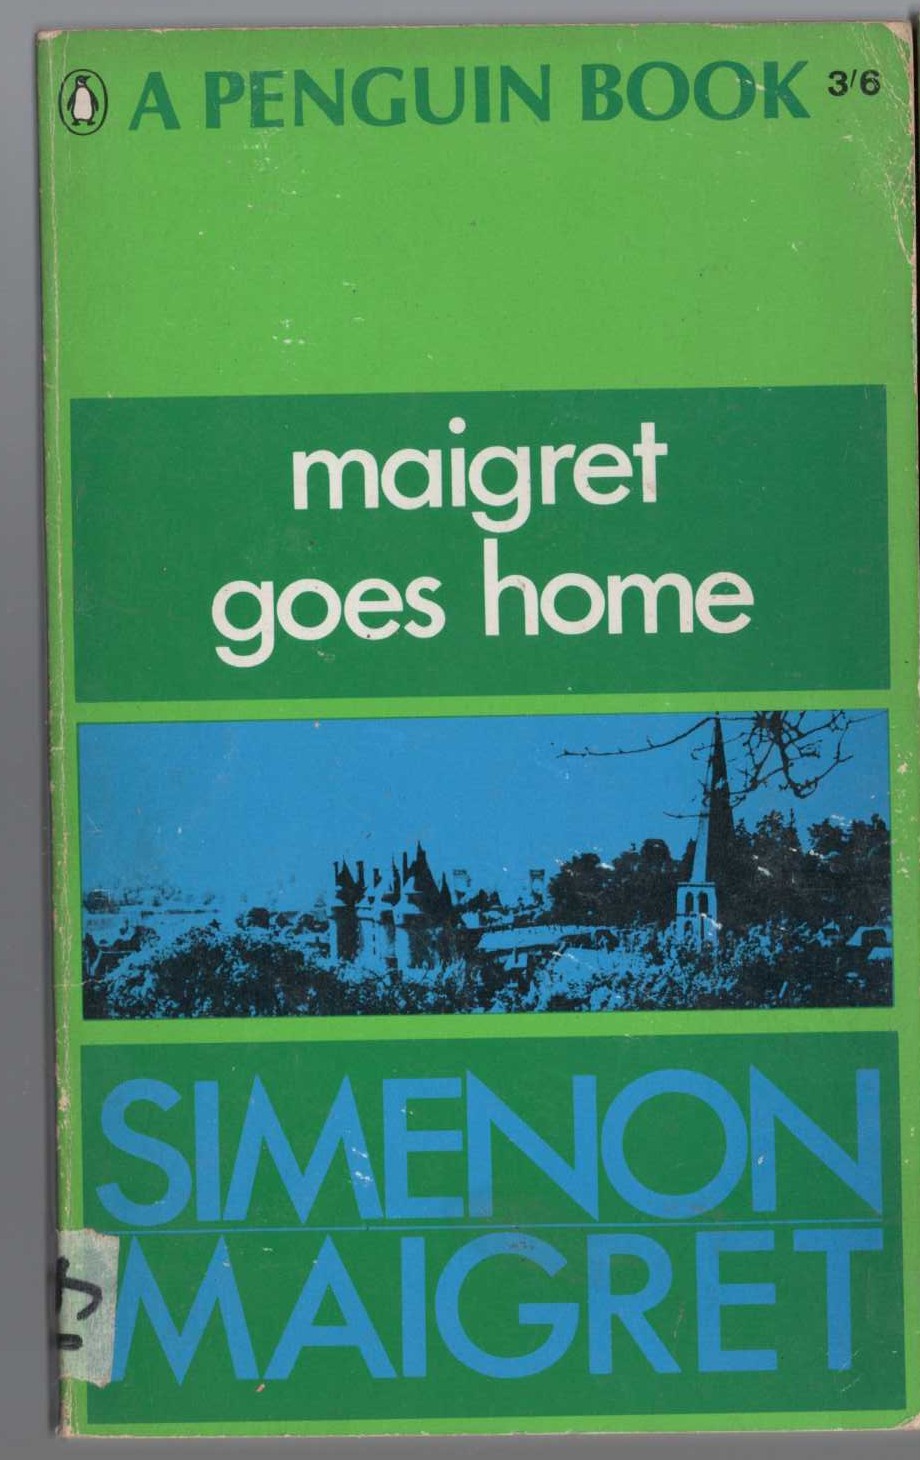 A PENGUIN BOOK 3/6
maigret
goes home
SIMENON
MAIGRET